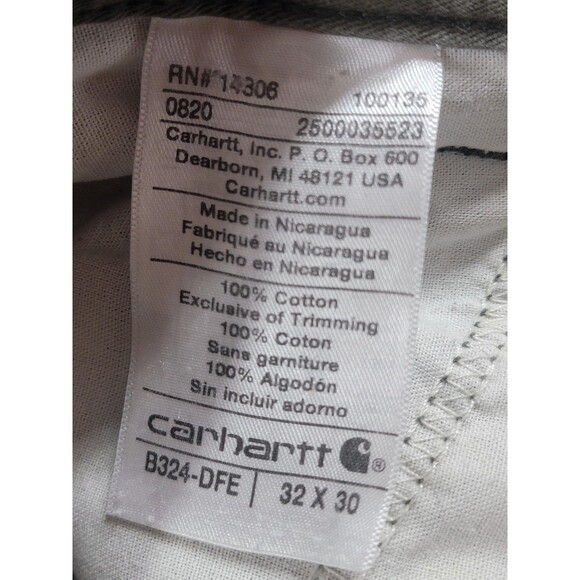 RN# 14806 100135
0820 2500035523
Carhartt, Inc. P. O. Box 600
Dearborn, MI 48121 USA
Carhartt.com
Made in Nicaragua
Fabriqué au Nicaragua
Hecho en Nicaragua
100% Cotton
Exclusive of Trimming
100% Coton
Sans garniture
100% Algodón
Sin incluir adorno
carhartt ®
B324-DFE 32 X 30